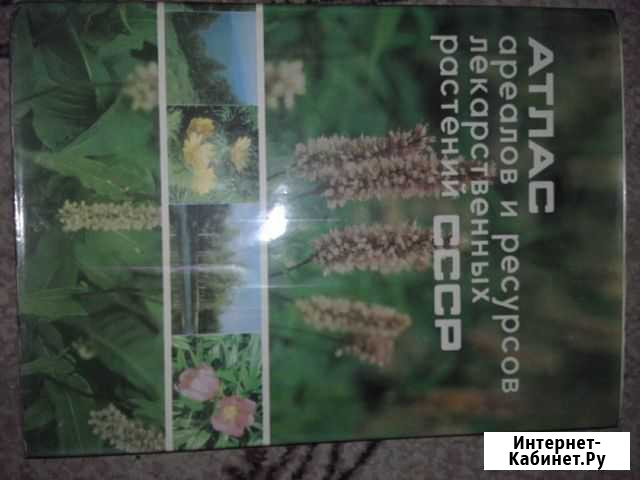 АТЛАС
ареалов и ресурсов
лекарственных
растений СССР
Интернет-
Кабинет.Ру